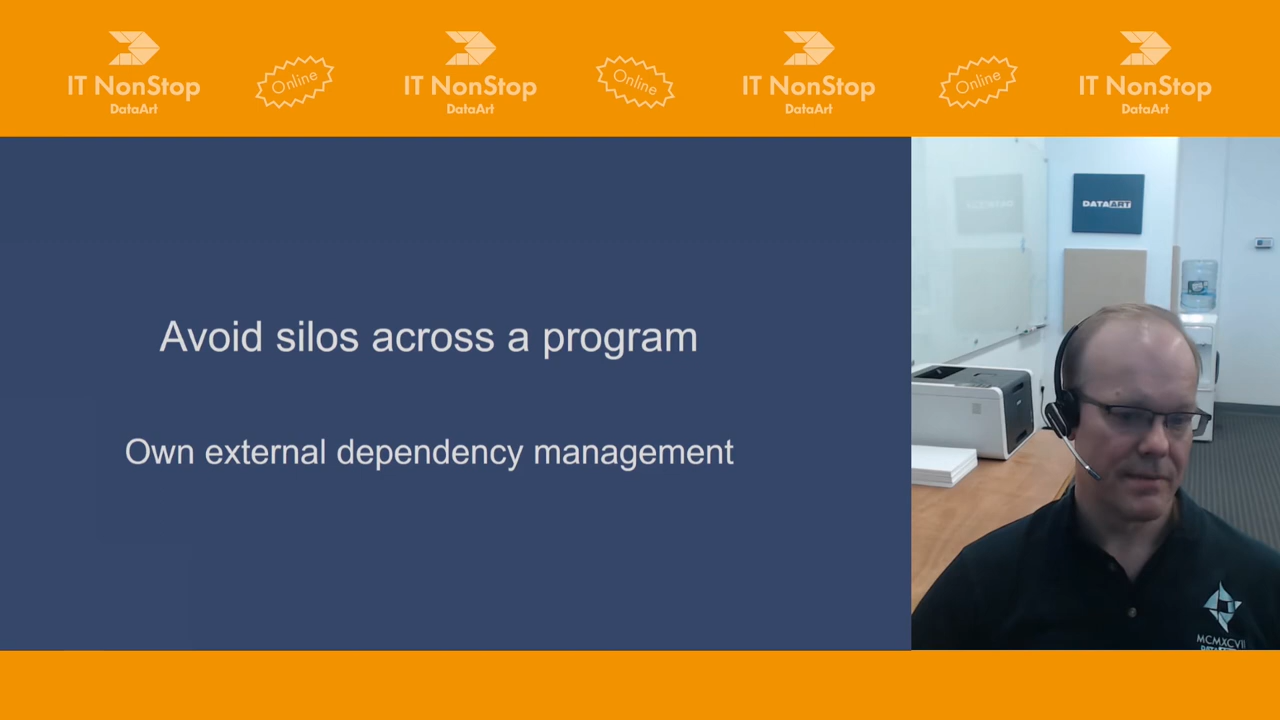 IT NonStop
DataArt
Online
IT NonStop
DataArt
Online
IT NonStop
DataArt
Online
IT NonStop
DataArt
Avoid silos across a program
Own external dependency management
DATAART
MCMXCVII